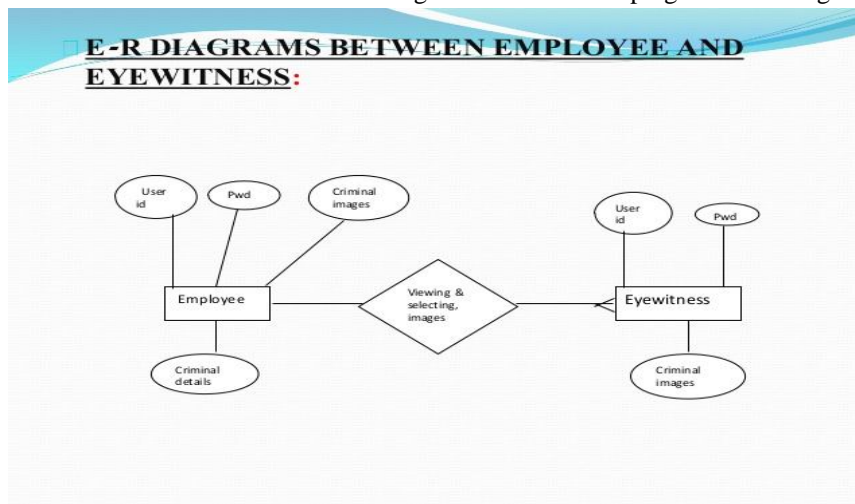 E-R DIAGRAMS BETWEEN EMPLOYEE AND
EYEWITNESS:
User
id
Pwd
Criminal
images
User
id
Pwd
Employee
Viewing &
selecting,
images
Eyewitness
Criminal
details
Criminal
images